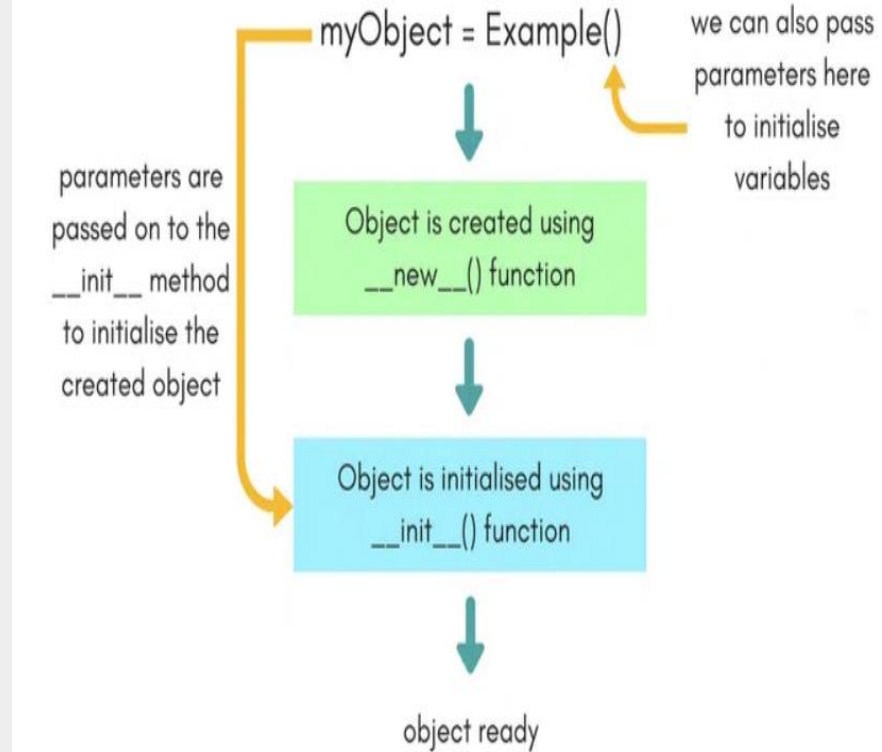 myObject = Example()
we can also pass
parameters here
to initialise
variables
parameters are
passed on to the
__init__ method
to initialise the
created object
Object is created using
__new__() function
Object is initialised using
__init__() function
object ready